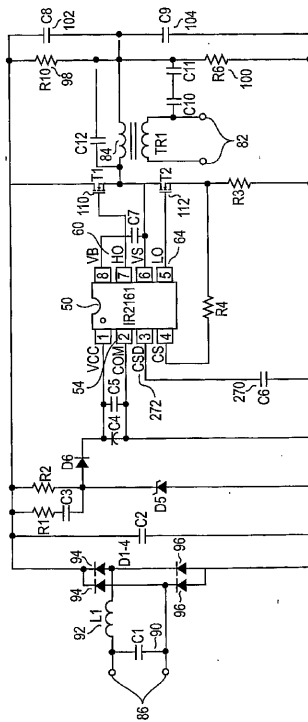 C8
102
C9
104
R10
98
R6
100
C11
C10
C12
84
TR1
82
T1
110
T2
112
60
VB
HO
VS
LO
C7
64
R3
8
7
6
5
50
IR2161
1
2
3
4
VCC
COM
CSD
CS
R4
54
C4
C5
272
270
C6
R2
R1
C3
D6
D5
C2
94
94
D1-4
96
96
L1
92
C1
90
86